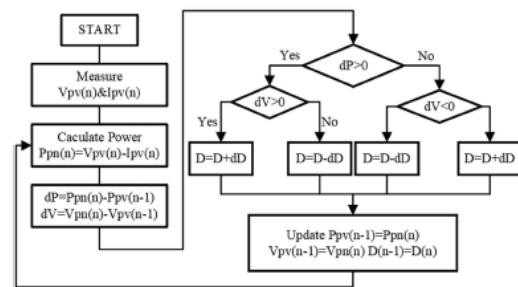 START
Measure
Vpv(n)&Ipv(n)
Caculate Power
Ppn(n)=Vpv(n)-Ipv(n)
dP=Ppn(n)-Ppv(n-1)
dV=Vpn(n)-Vpv(n-1)
dP>0
Yes
No
dV>0
dV<0
Yes
No
D=D+dD
D=D-dD
D=D-dD
D=D+dD
Update Ppv(n-1)=Ppn(n)
Vpv(n-1)=Vpn(n) D(n-1)=D(n)